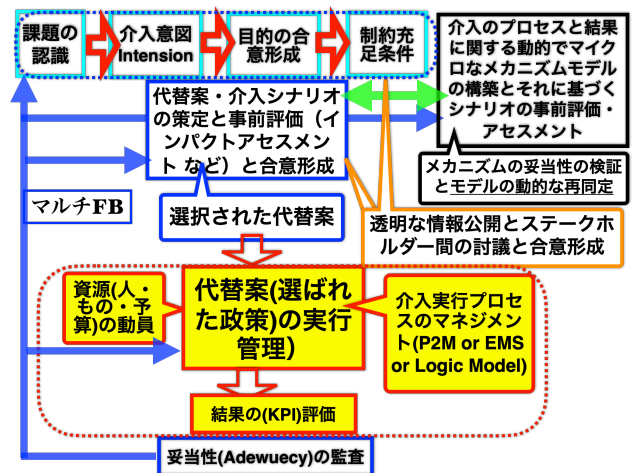 課題の
認識
介入意図
Intension
目的の合
意形成
制約充
足条件
介入のプロセスと結果
に関する動的でマイク
ロなメカニズムモデル
の構築とそれに基づく
シナリオの事前評価・
アセスメント
代替案・介入シナリオ
の策定と事前評価（イ
ンパクトアセスメン
ト など）と合意形成
メカニズムの妥当性の検証
とモデルの動的な再同定
マルチFB
選択された代替案
透明な情報公開とステークホ
ルダー間の討議と合意形成
資源(人・
もの・予
算)の動員
代替案(選ばれ
た政策)の実行
管理）
介入実行プロセ
スのマネジメン
ト(P2M or EMS
or Logic Model)
結果の(KPI)評価
妥当性(Adewuecy)の監査